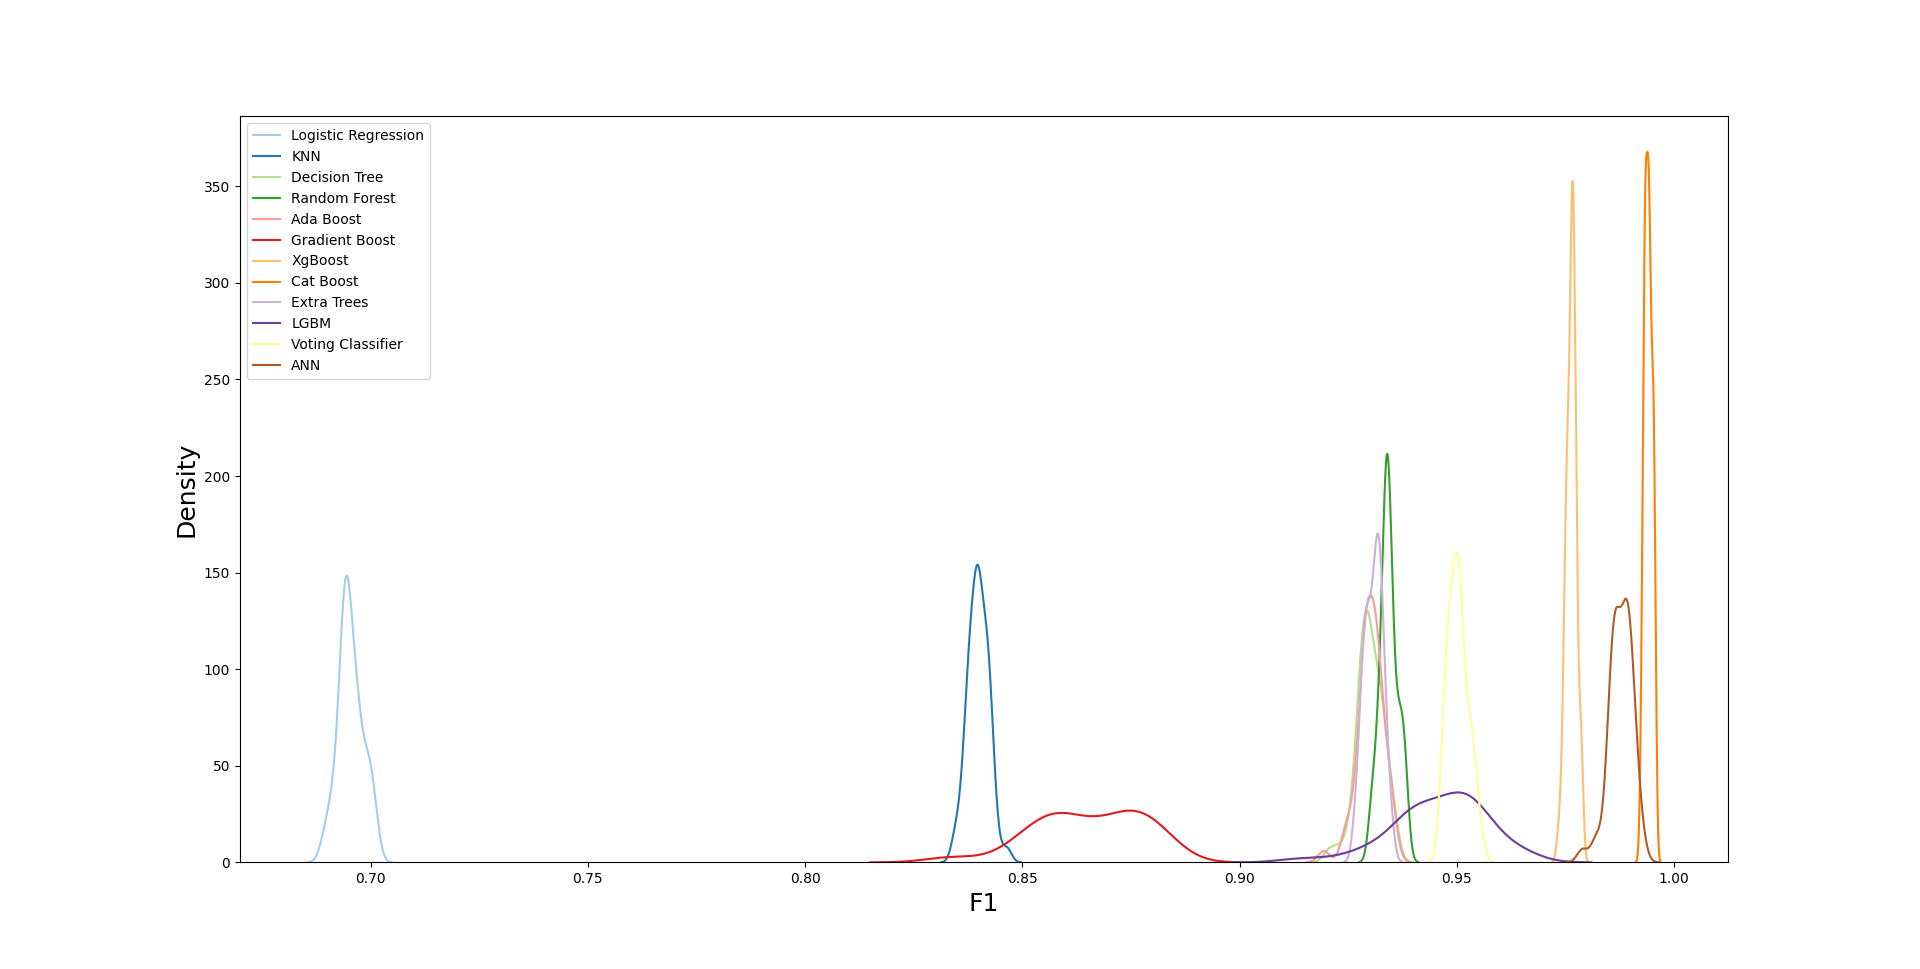 Logistic Regression
KNN
Decision Tree
Random Forest
Ada Boost
Gradient Boost
XgBoost
Cat Boost
Extra Trees
LGBM
Voting Classifier
ANN
350
300
250
200
150
100
50
0
Density
0.70 0.75 0.80 0.85 0.90 0.95 1.00
F1